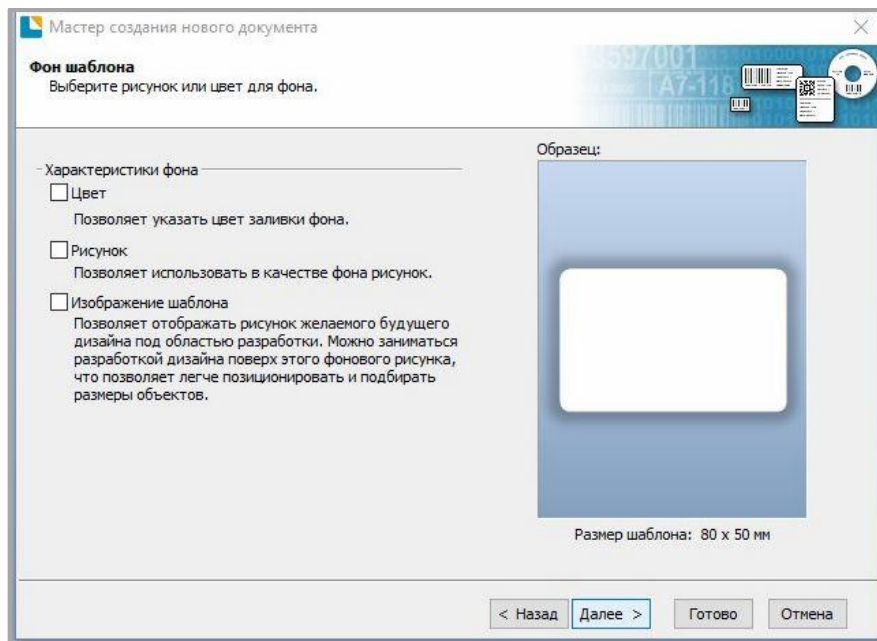 Мастер создания нового документа
Фон шаблона
Выберите рисунок или цвет для фона.
3597001
A7-118
Характеристики фона
Цвет
Позволяет указать цвет заливки фона.
Рисунок
Позволяет использовать в качестве фона рисунок.
Изображение шаблона
Позволяет отображать рисунок желаемого будущего
дизайна под областью разработки. Можно заниматься
разработкой дизайна поверх этого фонового рисунка,
что позволяет легче позиционировать и подбирать
размеры объектов.
Образец:
Размер шаблона: 80 x 50 мм
< Назад
Далее >
Готово
Отмена